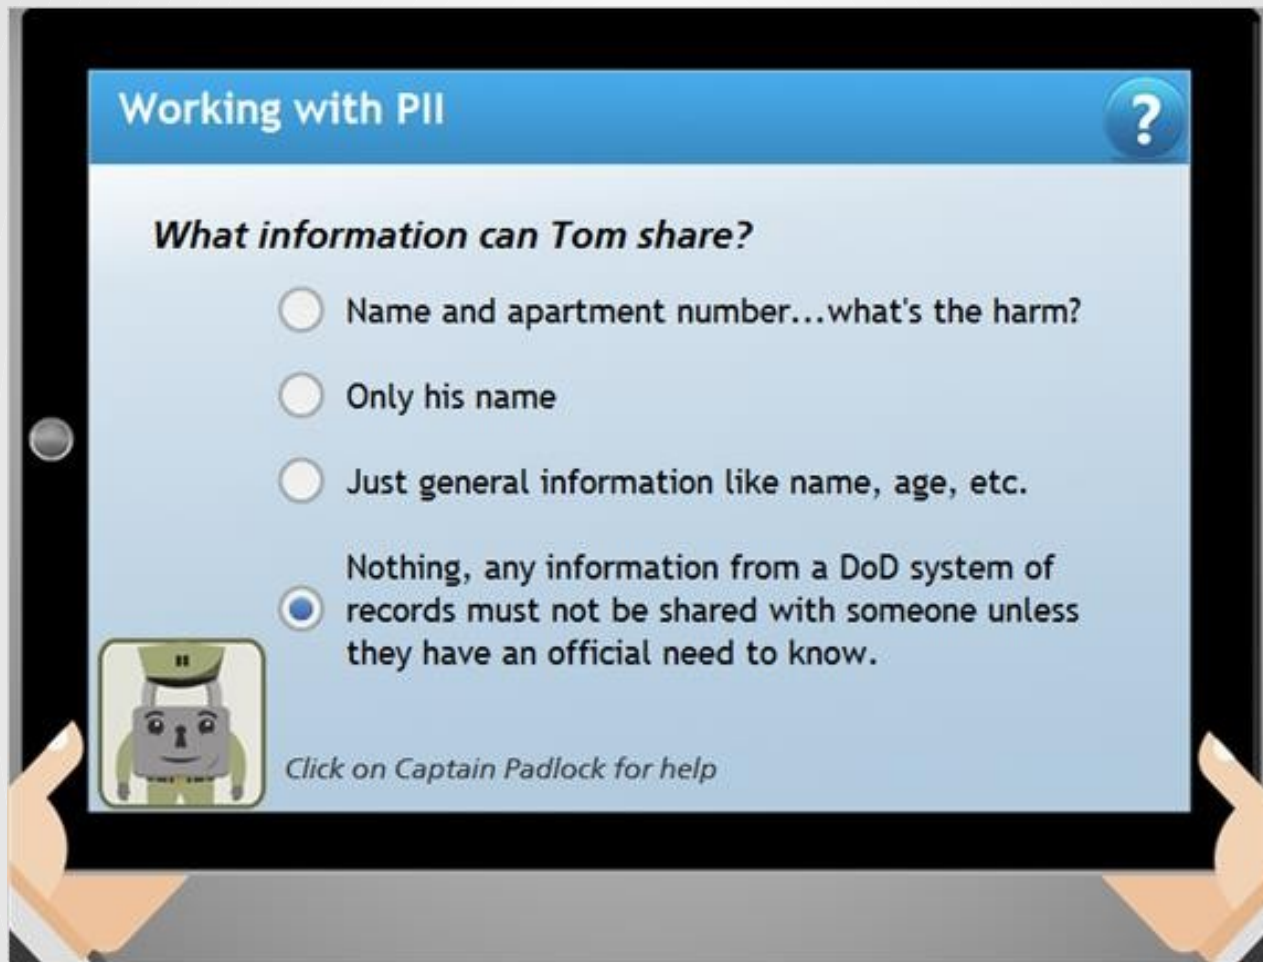 Working with PII
?
What information can Tom share?
Name and apartment number...what's the harm?
Only his name
Just general information like name, age, etc.
Nothing, any information from a DoD system of
records must not be shared with someone unless
they have an official need to know.
Click on Captain Padlock for help